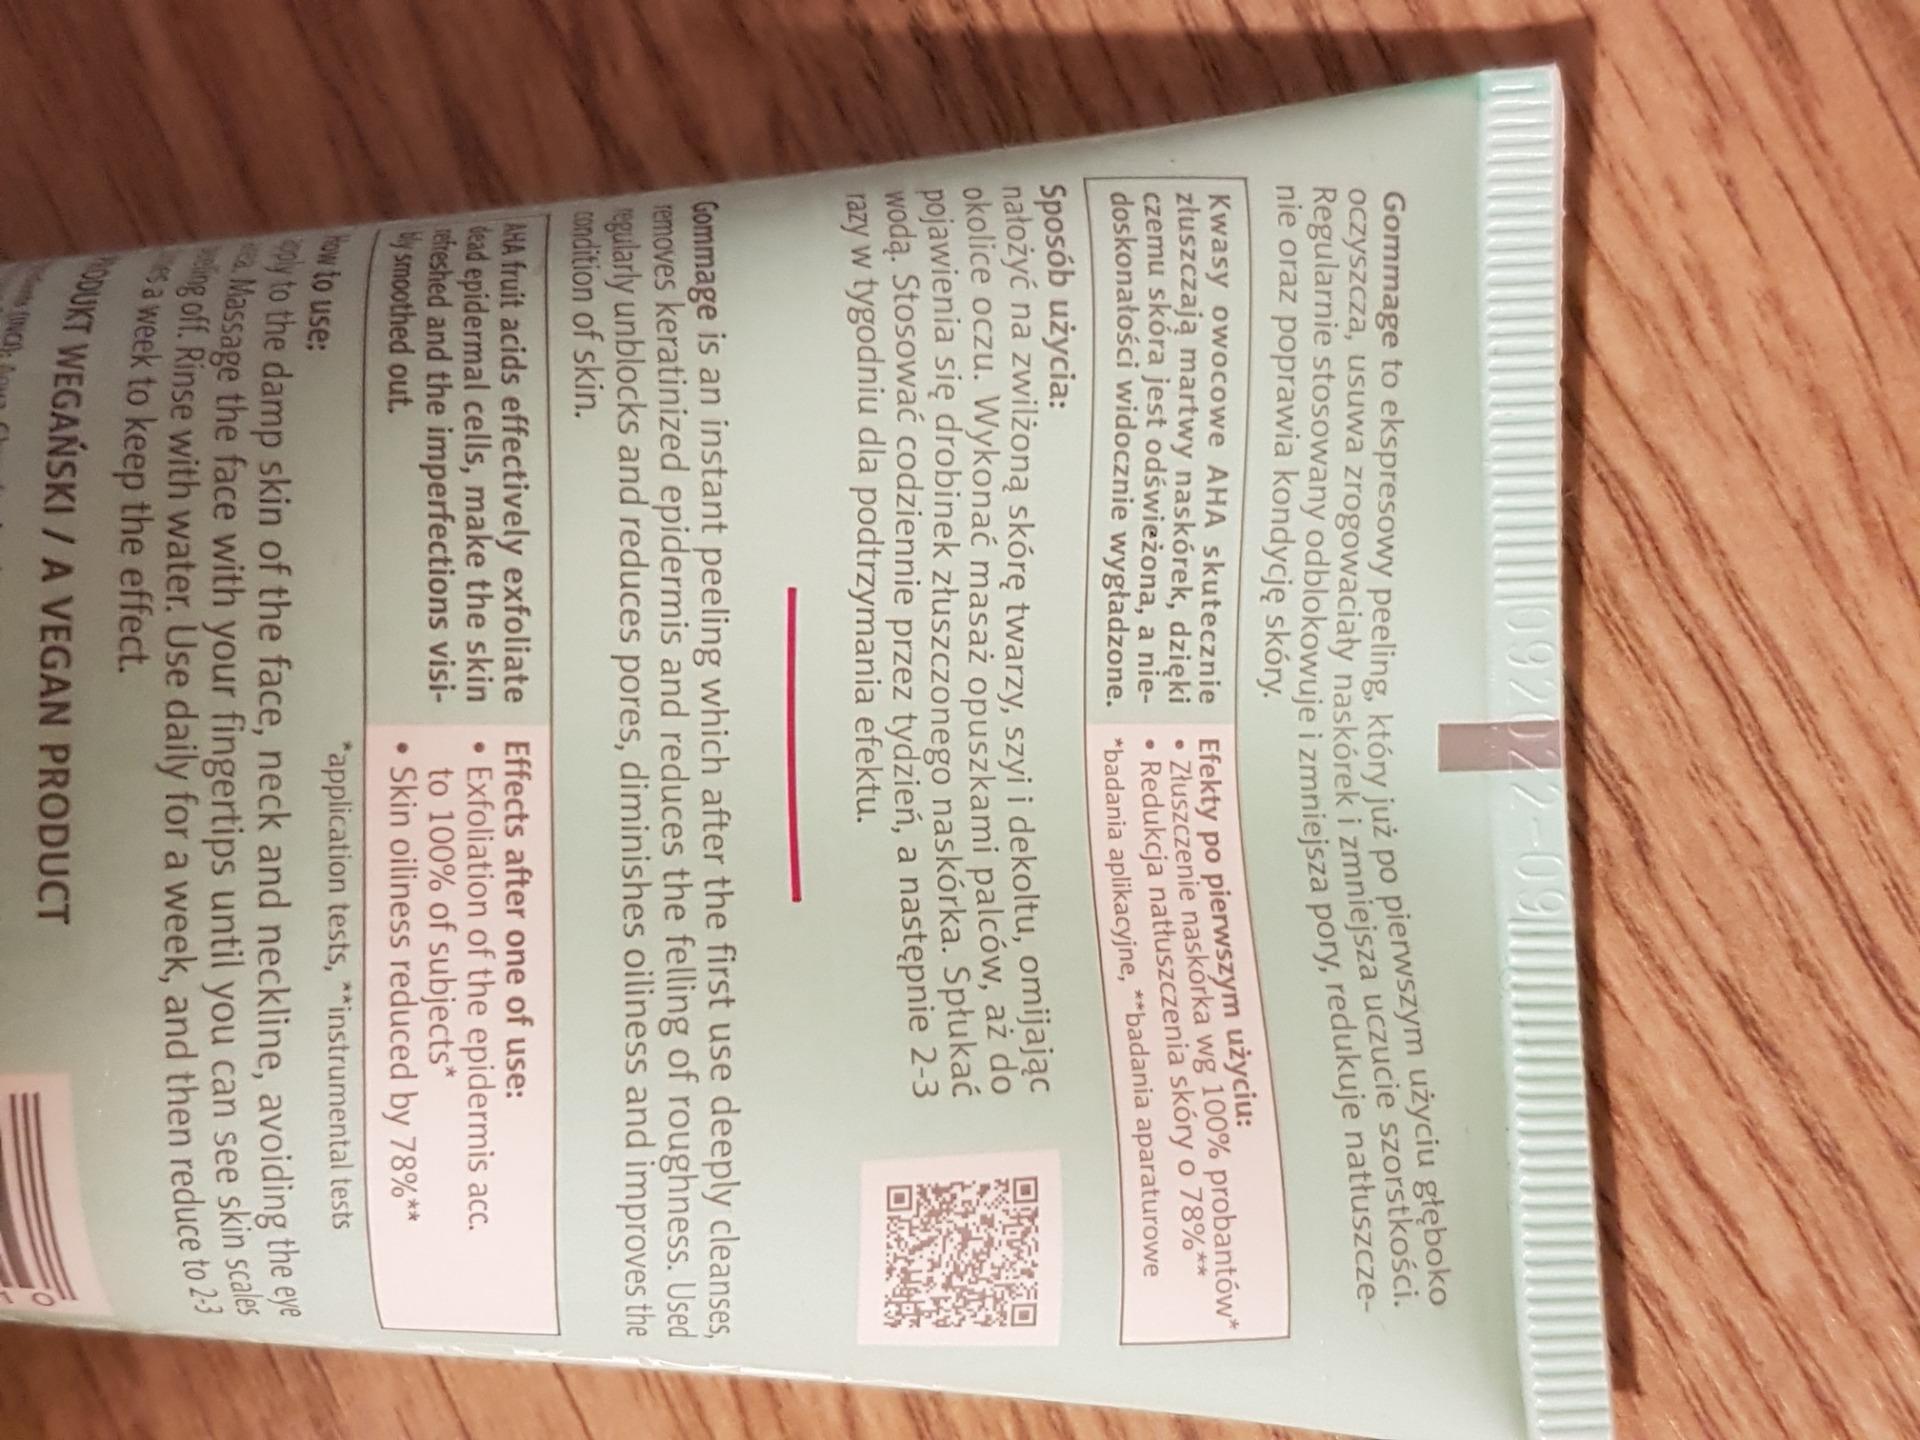 092022-09
Gommage to ekspresowy peeling, który już po pierwszym użyciu głęboko
oczyszcza, usuwa zrogowaciały naskórek i zmniejsza uczucie szorstkości.
Regularnie stosowany odblokowuje i zmniejsza pory, redukuje natłuszcze-
nie oraz poprawia kondycję skóry.
Kwasy owocowe AHA skutecznie
złuszczają martwy naskórek, dzięki
czemu skóra jest odświeżona, a nie-
doskonałości widocznie wygładzone.
Efekty po pierwszym użyciu:
• Złuszczenie naskórka wg 100% probantów*
• Redukcja natłuszczenia skóry o 78%**
*badania aplikacyjne, **badania aparaturowe
Sposób użycia:
nałożyć na zwilżoną skórę twarzy, szyi i dekoltu, omijając
okolice oczu. Wykonać masaż opuszkami palców, aż do
pojawienia się drobinek złuszczonego naskórka. Spłukać
wodą. Stosować codziennie przez tydzień, a następnie 2-3
razy w tygodniu dla podtrzymania efektu.
Gommage is an instant peeling which after the first use deeply cleanses,
removes keratinized epidermis and reduces the felling of roughness. Used
regularly unblocks and reduces pores, diminishes oiliness and improves the
condition of skin.
AHA fruit acids effectively exfoliate
dead epidermal cells, make the skin
refreshed and the imperfections visi-
bly smoothed out.
Effects after one of use:
• Exfoliation of the epidermis acc.
to 100% of subjects*
• Skin oiliness reduced by 78%**
*application tests, **instrumental tests
How to use:
apply to the damp skin of the face, neck and neckline, avoiding the eye
area. Massage the face with your fingertips until you can see skin scales
peeling off. Rinse with water. Use daily for a week, and then reduce to 2-3
times a week to keep the effect.
PRODUKT WEGAŃSKI / A VEGAN PRODUCT